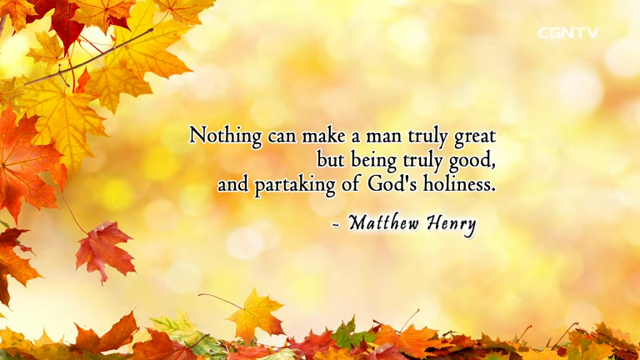 CGNTV
Nothing can make a man truly great
but being truly good,
and partaking of God's holiness.
- Matthew Henry